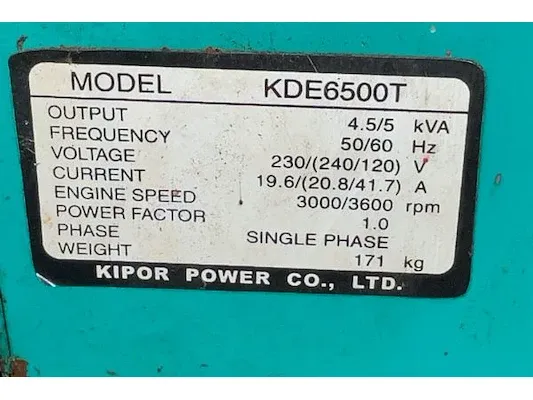 MODEL KDE6500T
OUTPUT 4.5/5 kVA
FREQUENCY 50/60 Hz
VOLTAGE 230/(240/120) V
CURRENT 19.6/(20.8/41.7) A
ENGINE SPEED 3000/3600 rpm
POWER FACTOR 1.0
PHASE SINGLE PHASE
WEIGHT 171 kg
KIPOR POWER CO., LTD.